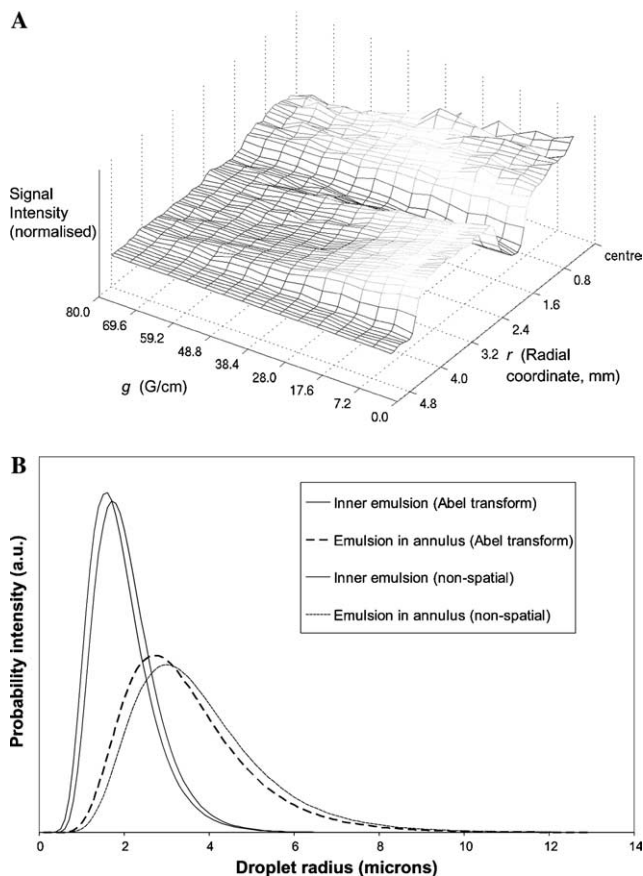 A
Signal
Intensity
(normalised)
80.0
69.6
59.2
48.8
38.4
28.0
17.6
7.2
0.0
g (G/cm)
centre
0.8
1.6
2.4
3.2
4.0
4.8
r (Radial
coordinate, mm)
B
Probability intensity (a.u.)
Inner emulsion (Abel transform)
Emulsion in annulus (Abel transform)
Inner emulsion (non-spatial)
Emulsion in annulus (non-spatial)
0 2 4 6 8 10 12 14
Droplet radius (microns)